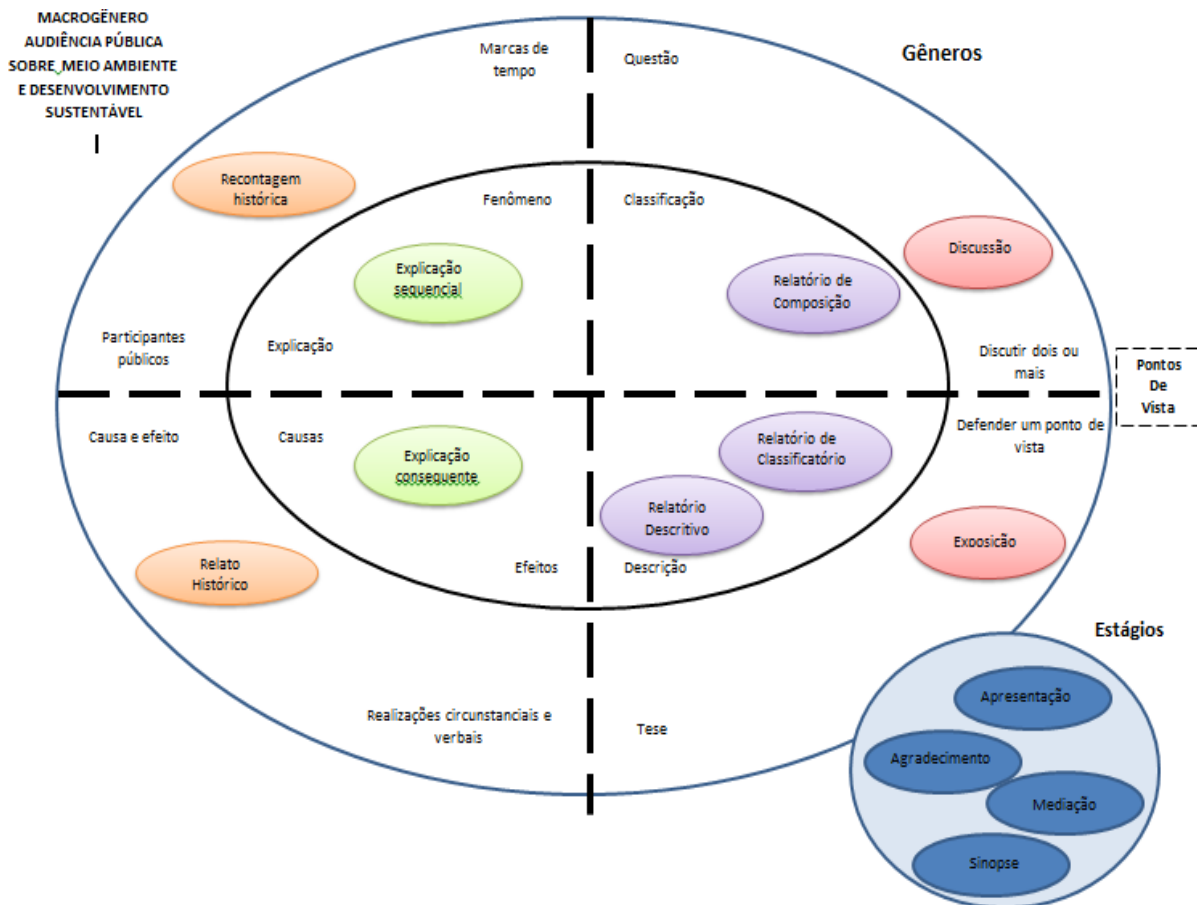 MACROGÊNERO
AUDIÊNCIA PÚBLICA
SOBRE MEIO AMBIENTE
E DESENVOLVIMENTO
SUSTENTÁVEL
Marcas de
tempo
Questão
Gêneros
Recontagem
histórica
Fenômeno
Classificação
Explicação
sequencial
Relatório de
Composição
Discussão
Participantes
públicos
Explicação
Discutir dois ou
mais
Pontos
De
Vista
Causa e efeito
Causas
Explicação
consequente
Relatório de
Classificatório
Defender um ponto de
vista
Relatório
Descritivo
Relato
Histórico
Efeitos
Descrição
Exposição
Estágios
Realizações circunstanciais e
verbais
Tese
Apresentação
Agradecimento
Mediação
Sinopse